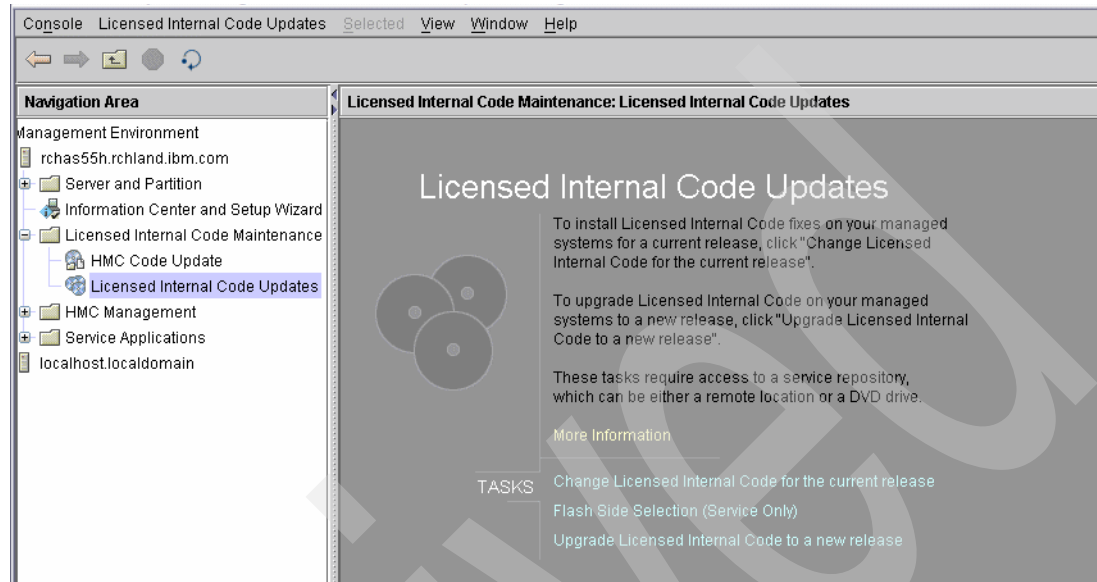 Console Licensed Internal Code Updates Selected View Window Help
Navigation Area
Management Environment
rchas55h.rchland.ibm.com
Server and Partition
Information Center and Setup Wizard
Licensed Internal Code Maintenance
HMC Code Update
Licensed Internal Code Updates
HMC Management
Service Applications
localhost.localdomain
Licensed Internal Code Maintenance: Licensed Internal Code Updates
Licensed Internal Code Updates
To install Licensed Internal Code fixes on your managed
systems for a current release, click "Change Licensed
Internal Code for the current release".
To upgrade Licensed Internal Code on your managed
systems to a new release, click "Upgrade Licensed Internal
Code to a new release".
These tasks require access to a service repository,
which can be either a remote location or a DVD drive.
More Information
TASKS
Change Licensed Internal Code for the current release
Flash Side Selection (Service Only)
Upgrade Licensed Internal Code to a new release